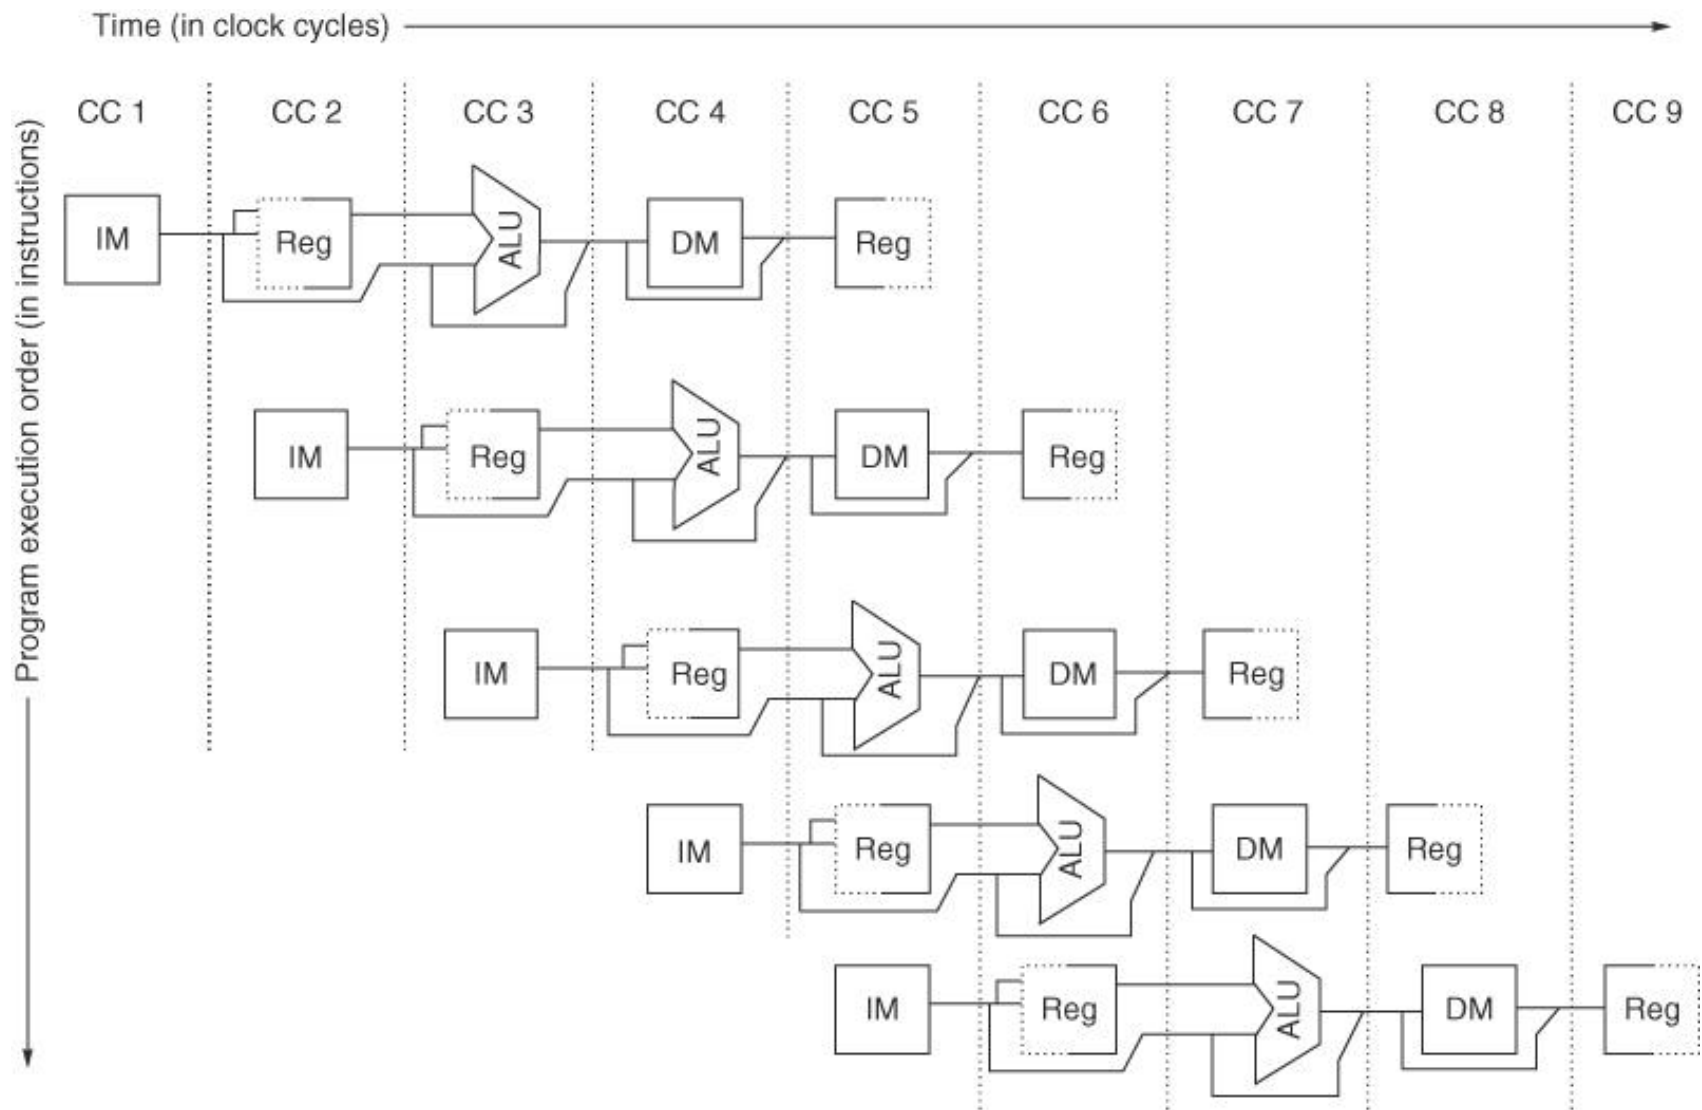 Time (in clock cycles)
CC 1 CC 2 CC 3 CC 4 CC 5 CC 6 CC 7 CC 8 CC 9
Program execution order (in instructions)
IM Reg ALU DM Reg
IM Reg ALU DM Reg
IM Reg ALU DM Reg
IM Reg ALU DM Reg
IM Reg ALU DM Reg